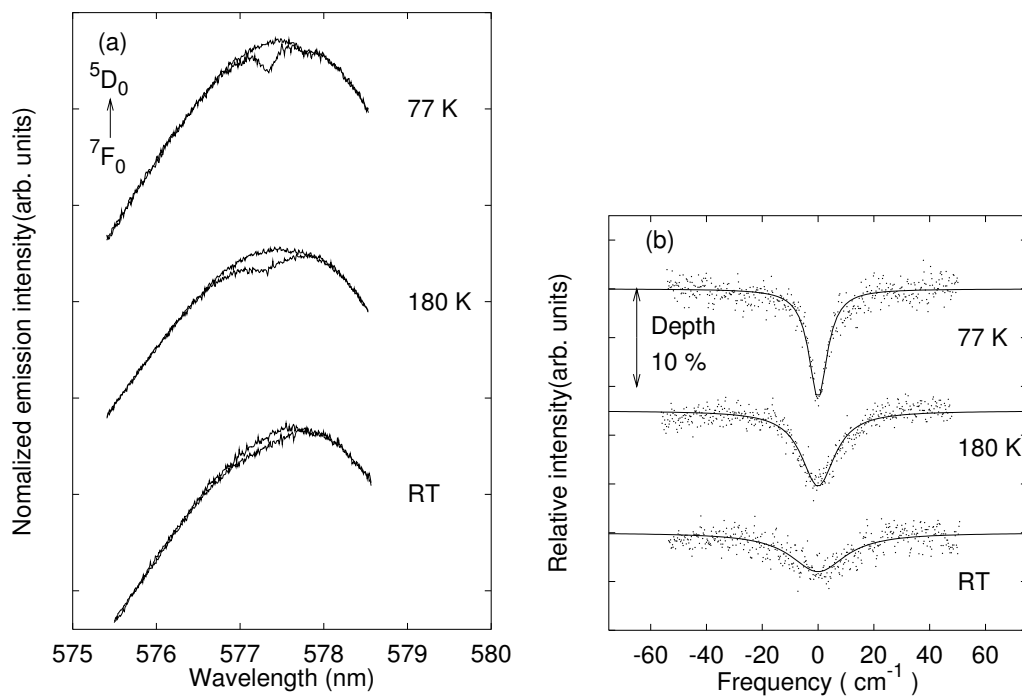 (a)
⁵D₀
⁷F₀
77 K
180 K
RT
Nomalized emission intensity(arb. units)
575 576 577 578 579 580
Wavelength (nm)
(b)
Depth
10 %
77 K
180 K
RT
Relative intensity(arb. units)
-60 -40 -20 0 20 40 60
Frequency ( cm⁻¹ )